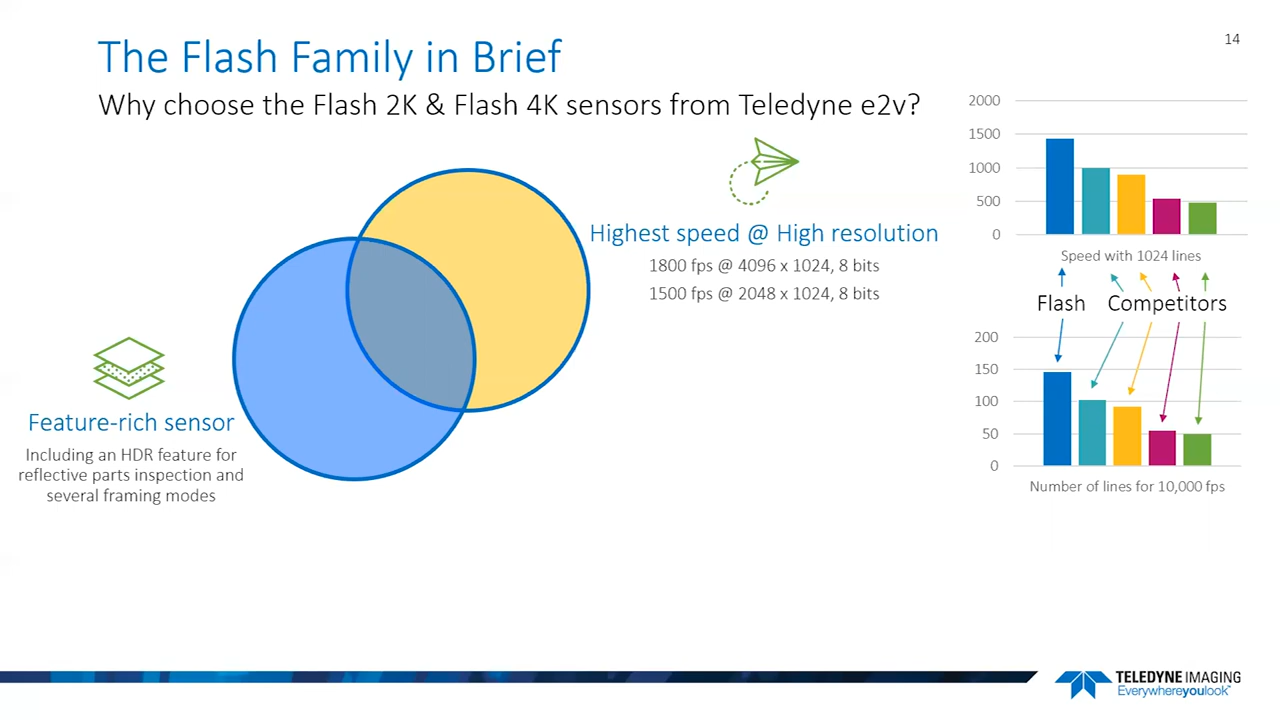 14
The Flash Family in Brief
Why choose the Flash 2K & Flash 4K sensors from Teledyne e2v?
Highest speed @ High resolution
1800 fps @ 4096 x 1024, 8 bits
1500 fps @ 2048 x 1024, 8 bits
Feature-rich sensor
Including an HDR feature for
reflective parts inspection and
several framing modes
2000
1500
1000
500
0
Speed with 1024 lines
Flash Competitors
200
150
100
50
0
Number of lines for 10,000 fps
TELEDYNE IMAGING
Everywhereyoulook™